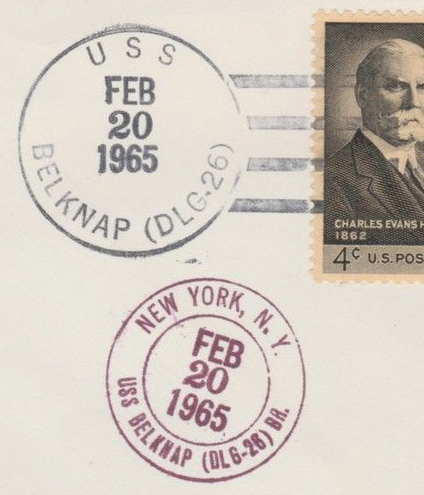 USS
FEB
20
1965
BELKNAP (DLG-26)
CHARLES EVANS H
1862
4¢ U.S. POS
NEW YORK, N. Y.
FEB
20
1965
USS BELKNAP (DLG-26) BR.